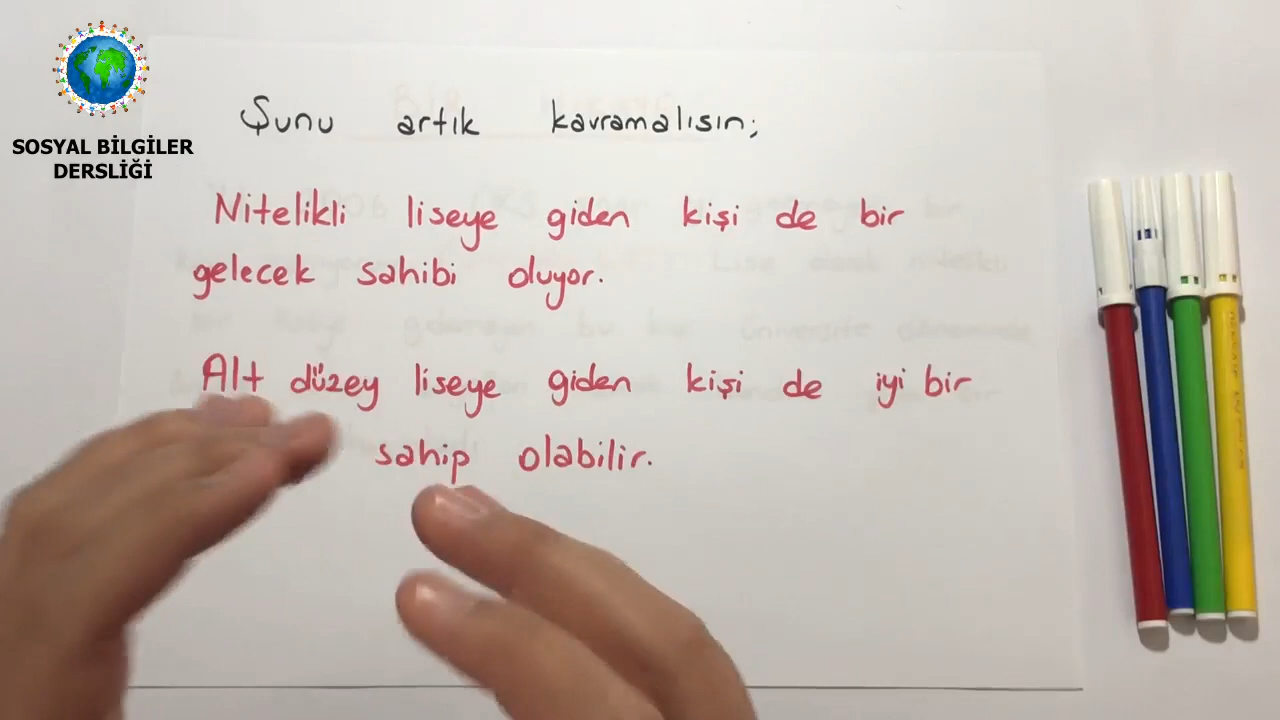 SOSYAL BİLGİLER
DERSLİĞİ
Şunu artık kavramalısın;
Nitelikli liseye giden kişi de bir
gelecek sahibi oluyor.
Alt düzey liseye giden kişi de iyi bir
sahip olabilir.